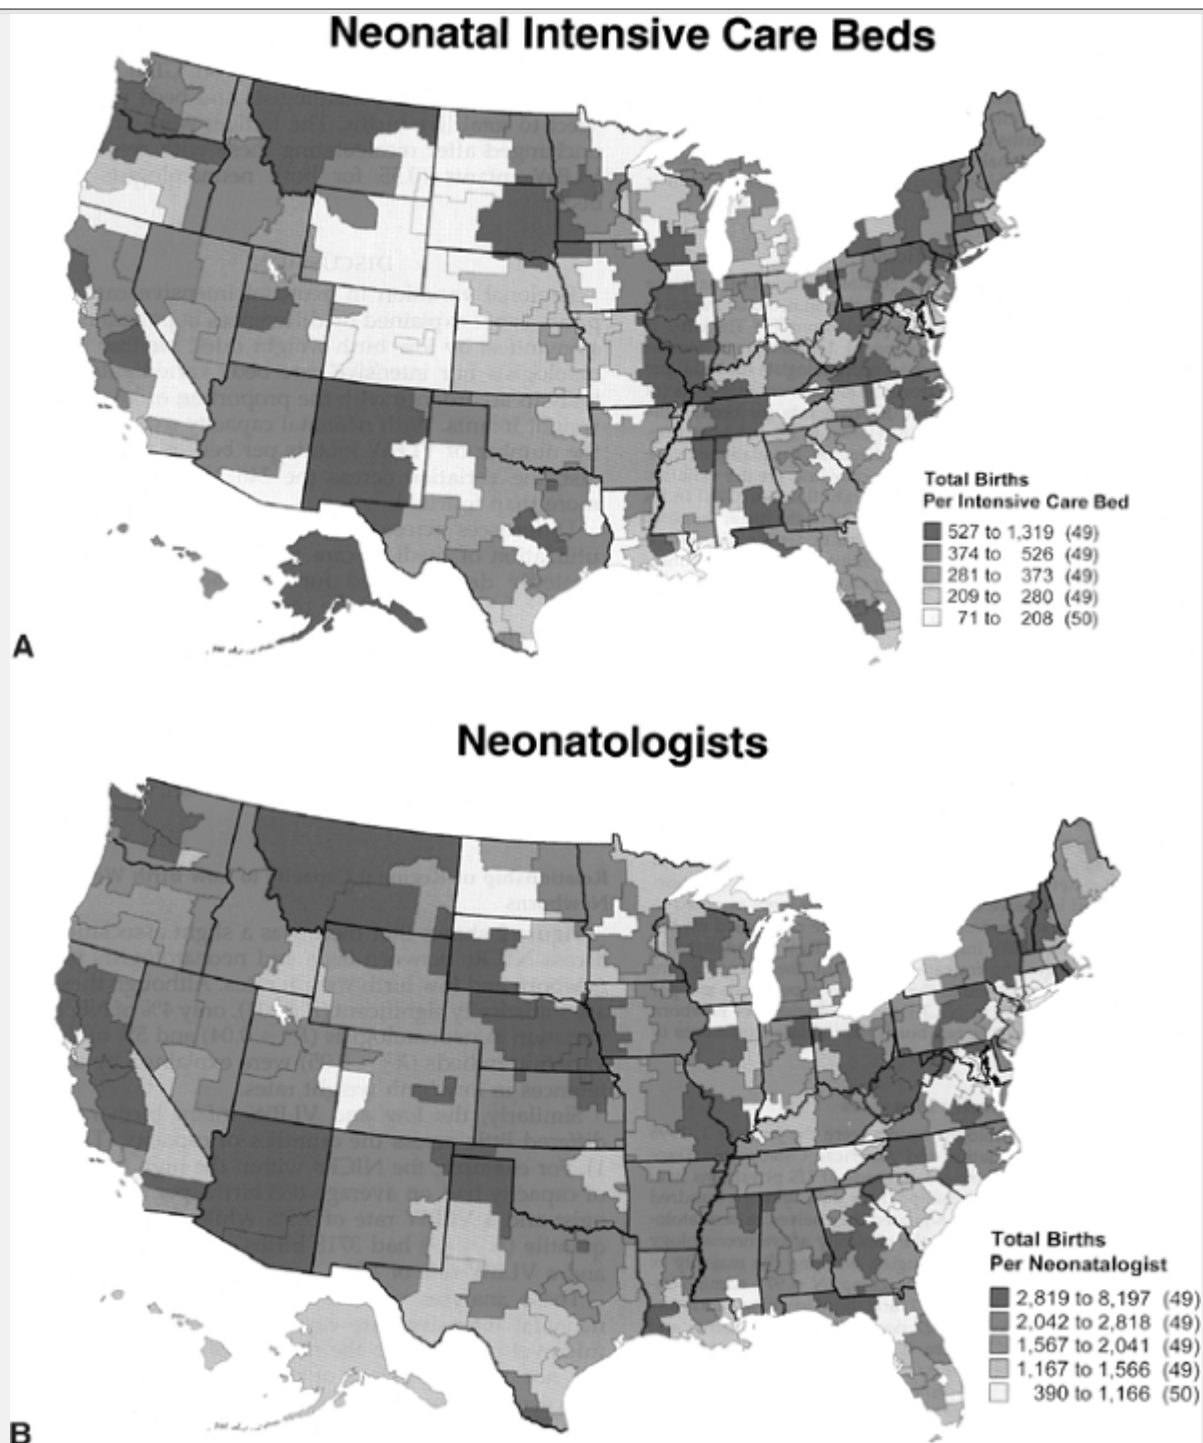 Neonatal Intensive Care Beds
Total Births
Per Intensive Care Bed
527 to 1,319 (49)
374 to 526 (49)
281 to 373 (49)
209 to 280 (49)
71 to 208 (50)
A
Neonatologists
Total Births
Per Neonatalogist
2,819 to 8,197 (49)
2,042 to 2,818 (49)
1,567 to 2,041 (49)
1,167 to 1,566 (49)
390 to 1,166 (50)
B